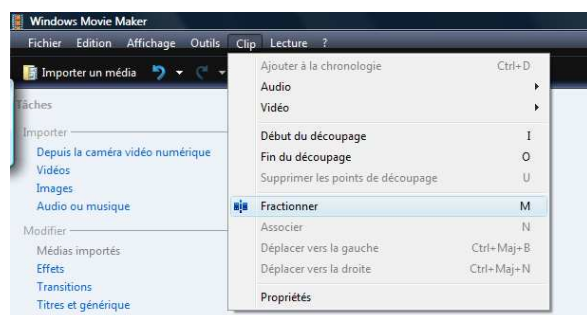 Windows Movie Maker
Fichier Edition Affichage Outils Clip Lecture ?
Importer un média
Tâches
Importer
Depuis la caméra vidéo numérique
Vidéos
Images
Audio ou musique
Modifier
Médias importés
Effets
Transitions
Titres et générique
Ajouter à la chronologie Ctrl+D
Audio
Vidéo
Début du découpage I
Fin du découpage O
Supprimer les points de découpage U
Fractionner M
Associer N
Déplacer vers la gauche Ctrl+Maj+B
Déplacer vers la droite Ctrl+Maj+N
Propriétés